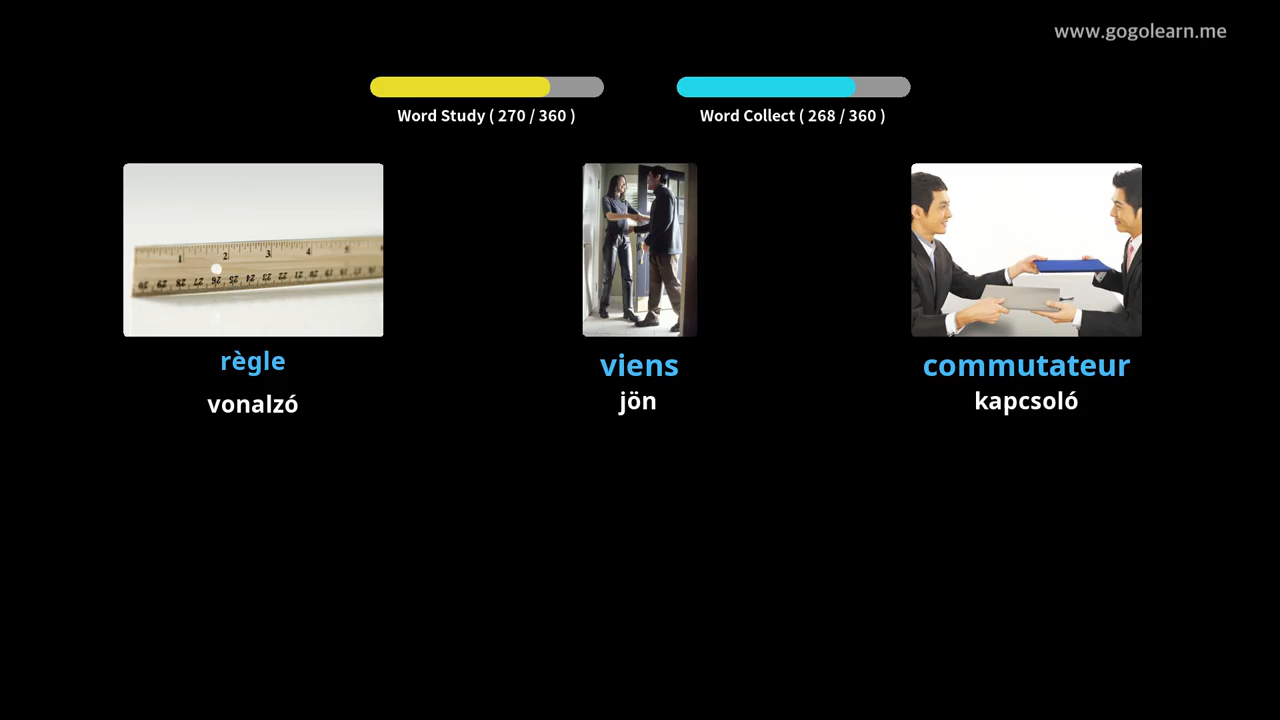 www.gogolearn.me
Word Study ( 270 / 360 )
Word Collect ( 268 / 360 )
règle
vonalzó
viens
jön
commutateur
kapcsoló